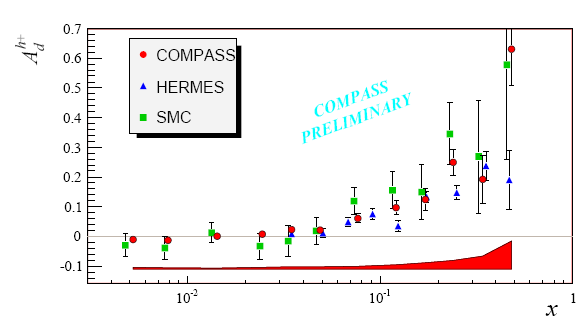 A_d^{h+}
0.7
0.6
0.5
0.4
0.3
0.2
0.1
0
-0.1
COMPASS
HERMES
SMC
COMPASS
PRELIMINARY
10^{-2}
10^{-1}
1
x